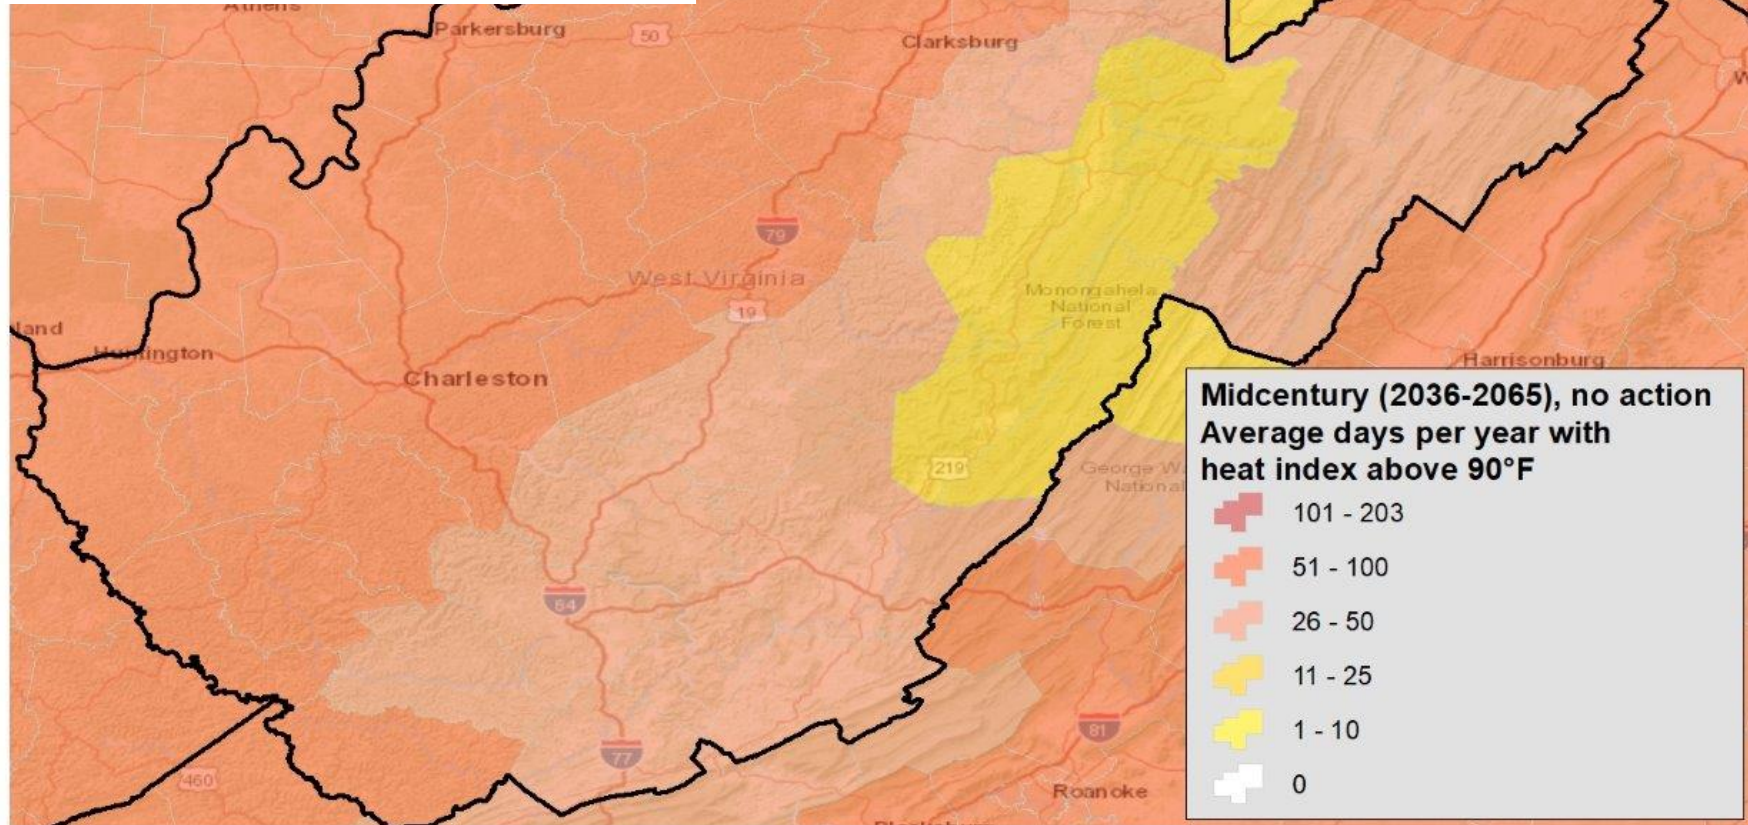 Athens
Parkersburg
50
Clarksburg
79
West Virginia
19
Monongahela
National
Forest
land
Huntington
Charleston
Harrisonburg
219
George W
National
64
77
460
81
Roanoke
Midcentury (2036-2065), no action
Average days per year with
heat index above 90°F
101 - 203
51 - 100
26 - 50
11 - 25
1 - 10
0